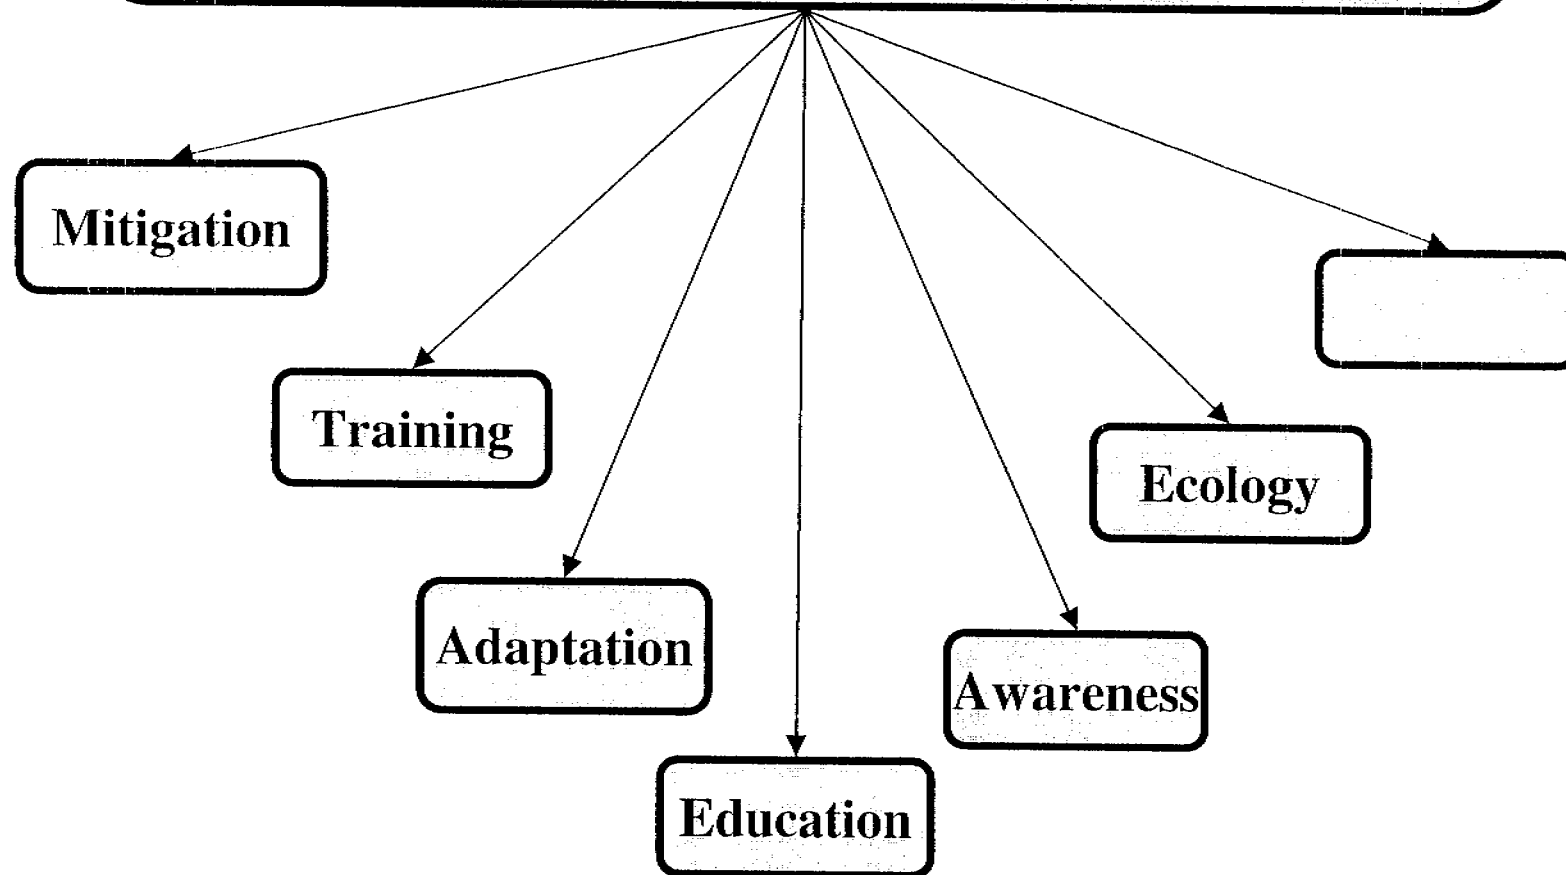 Mitigation
Training
Adaptation
Education
Awareness
Ecology